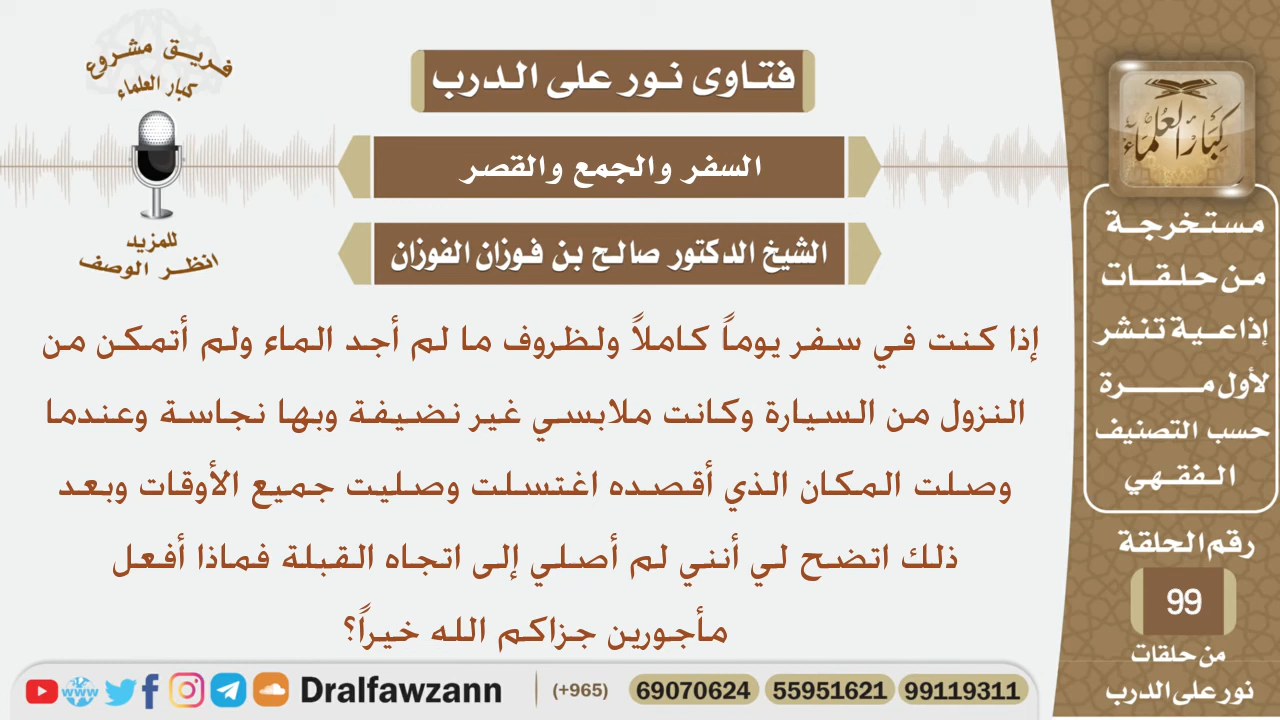 فريق مشروع
كبار العلماء
للمزيد
انظر الوصف
فتاوى نور على الدرب
السفر والجمع والقصر
الشيخ الدكتور صالح بن فوزان الفوزان
إذا كنت في سفر يوماً كاملاً ولظروف ما لم أجد الماء ولم أتمكن من
النزول من السيارة وكانت ملابسي غير نضيفة وبها نجاسة وعندما
وصلت المكان الذي أقصده اغتسلت وصليت جميع الأوقات وبعد
ذلك اتضح لي أنني لم أصلي إلى اتجاه القبلة فماذا أفعل
مأجورين جزاكم الله خيراً؟
كبار العلماء
مستخرجة
من حلقات
إذاعية تنشر
لأول مرة
حسب التصنيف
الفقهي
رقم الحلقة
99
من حلقات
نور على الدرب
www
Dralfawzann
(+965)
69070624
55951621
99119311